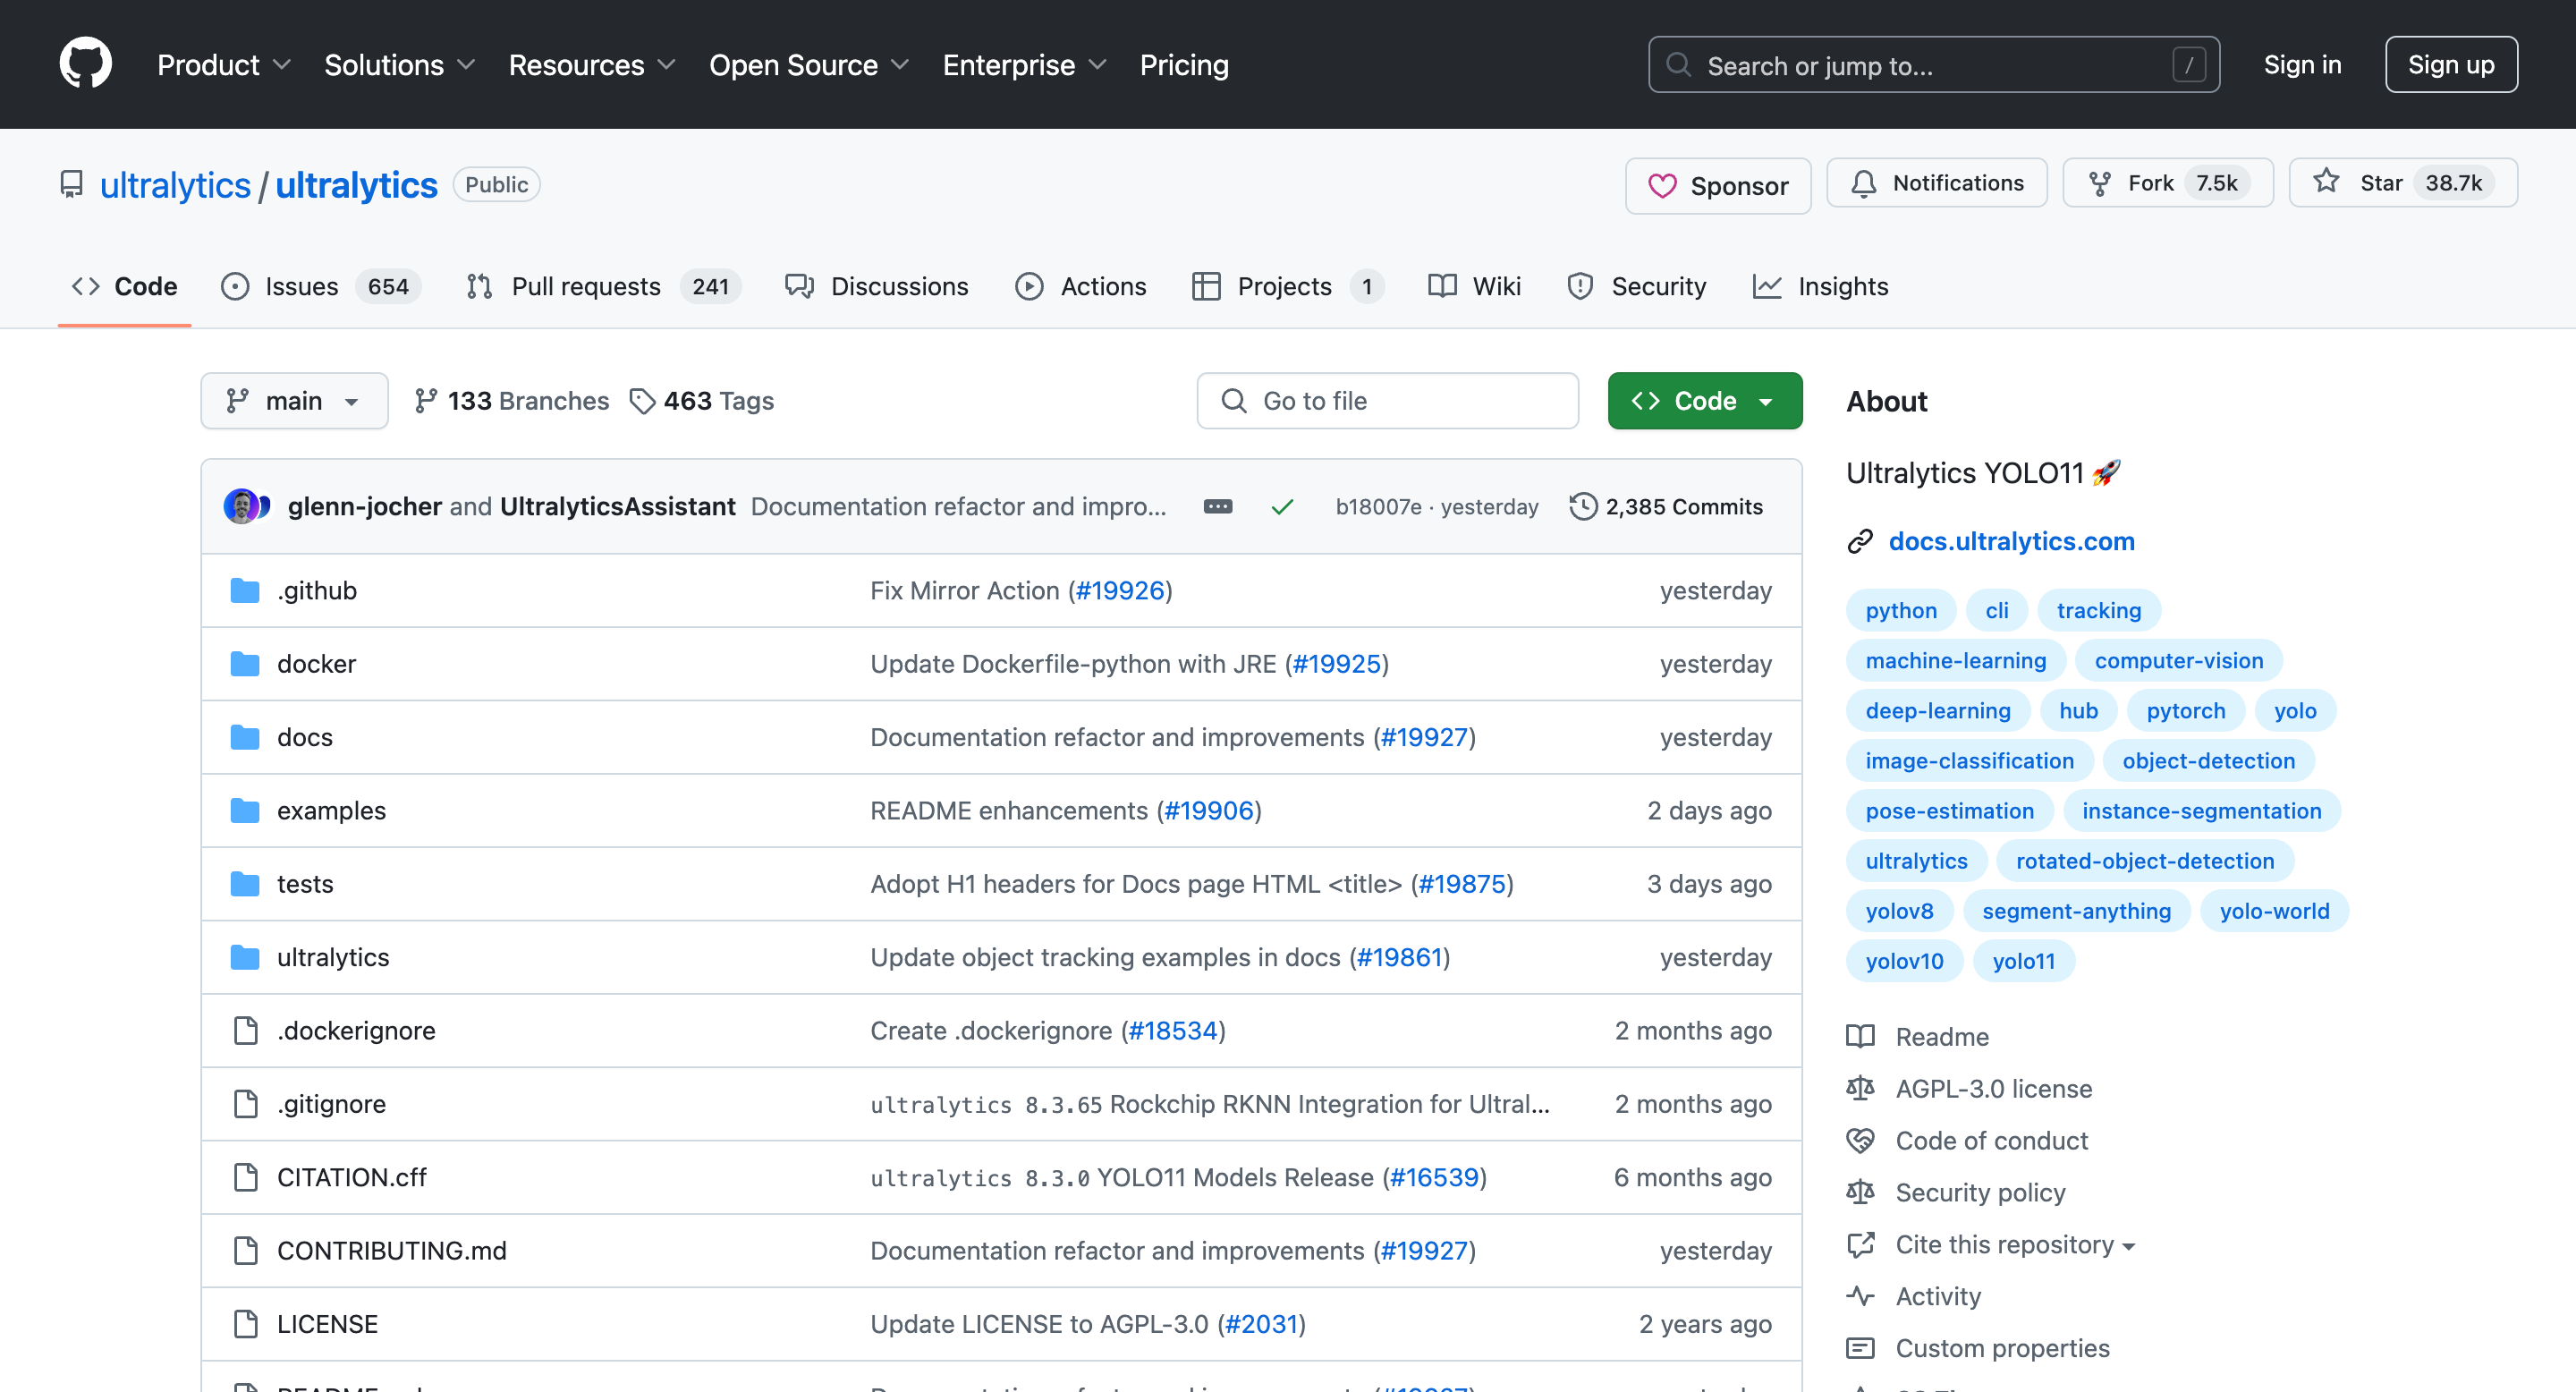 Product Solutions Resources Open Source Enterprise Pricing Search or jump to... / Sign in Sign up
ultralytics / ultralytics Public Sponsor Notifications Fork 7.5k Star 38.7k
Code Issues 654 Pull requests 241 Discussions Actions Projects 1 Wiki Security Insights
main 133 Branches 463 Tags Go to file Code
glenn-jocher and UltralyticsAssistant Documentation refactor and impro... b18007e · yesterday 2,385 Commits
.github Fix Mirror Action (#19926) yesterday
docker Update Dockerfile-python with JRE (#19925) yesterday
docs Documentation refactor and improvements (#19927) yesterday
examples README enhancements (#19906) 2 days ago
tests Adopt H1 headers for Docs page HTML <title> (#19875) 3 days ago
ultralytics Update object tracking examples in docs (#19861) yesterday
.dockerignore Create .dockerignore (#18534) 2 months ago
.gitignore ultralytics 8.3.65 Rockchip RKNN Integration for Ultral... 2 months ago
CITATION.cff ultralytics 8.3.0 YOLO11 Models Release (#16539) 6 months ago
CONTRIBUTING.md Documentation refactor and improvements (#19927) yesterday
LICENSE Update LICENSE to AGPL-3.0 (#2031) 2 years ago
About
Ultralytics YOLO11 🚀
docs.ultralytics.com
python cli tracking
machine-learning computer-vision
deep-learning hub pytorch yolo
image-classification object-detection
pose-estimation instance-segmentation
ultralytics rotated-object-detection
yolov8 segment-anything yolo-world
yolov10 yolo11
Readme
AGPL-3.0 license
Code of conduct
Security policy
Cite this repository
Activity
Custom properties